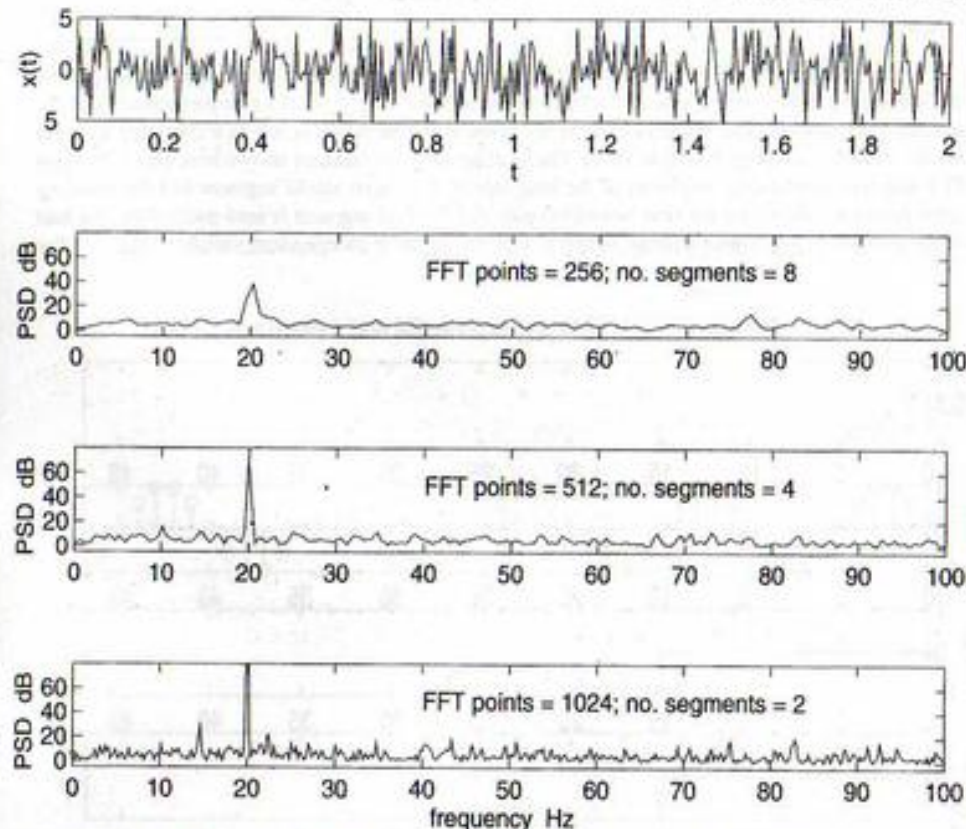 5
x(t) 0
5
0 0.2 0.4 0.6 0.8 1 1.2 1.4 1.6 1.8 2
t
PSD dB
60
40
20
0
FFT points = 256; no. segments = 8
0 10 20 30 40 50 60 70 80 90 100
PSD dB
60
40
20
0
FFT points = 512; no. segments = 4
0 10 20 30 40 50 60 70 80 90 100
PSD dB
60
40
20
0
FFT points = 1024; no. segments = 2
0 10 20 30 40 50 60 70 80 90 100
frequency Hz